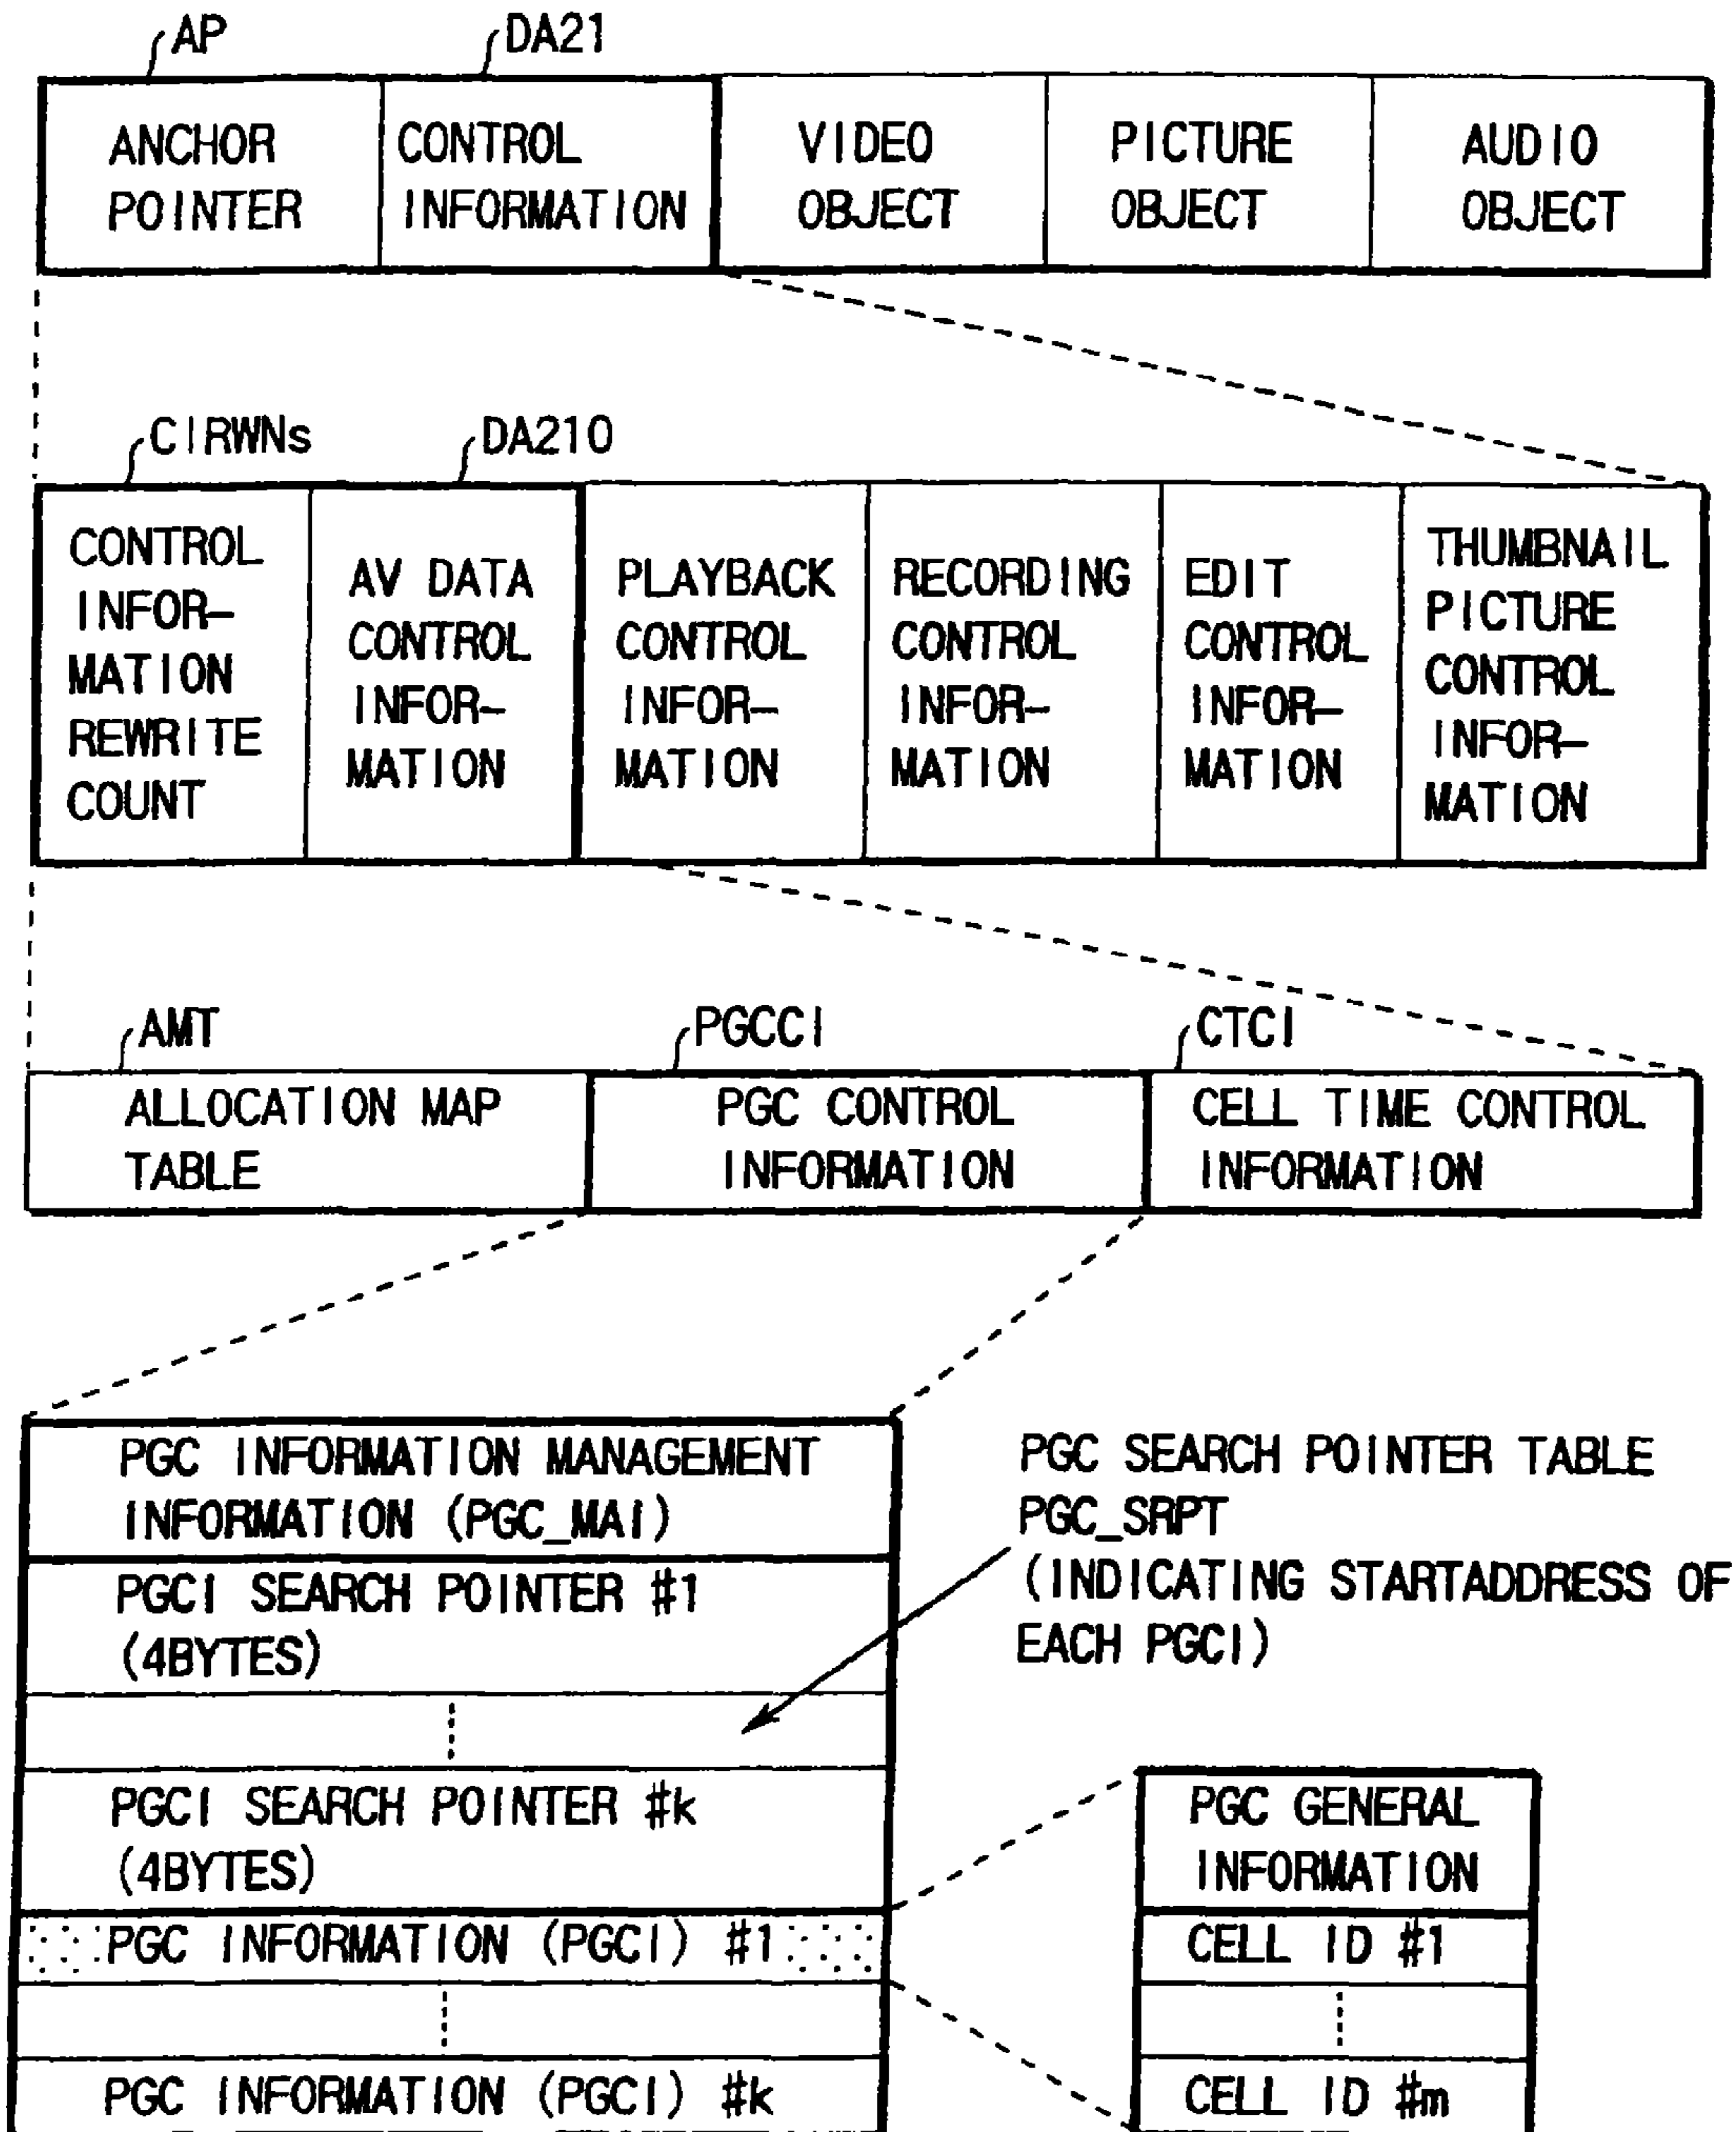 AP
DA21
ANCHOR
POINTER
CONTROL
INFORMATION
VIDEO
OBJECT
PICTURE
OBJECT
AUDIO
OBJECT
CIRWNs
DA210
CONTROL
INFOR-
MATION
REWRITE
COUNT
AV DATA
CONTROL
INFOR-
MATION
PLAYBACK
CONTROL
INFOR-
MATION
RECORDING
CONTROL
INFOR-
MATION
EDIT
CONTROL
INFOR-
MATION
THUMBNAIL
PICTURE
CONTROL
INFOR-
MATION
AMT
PGCCI
CTCI
ALLOCATION MAP
TABLE
PGC CONTROL
INFORMATION
CELL TIME CONTROL
INFORMATION
PGC INFORMATION MANAGEMENT
INFORMATION (PGC_MAI)
PGCI SEARCH POINTER #1
(4BYTES)
PGCI SEARCH POINTER #k
(4BYTES)
PGC INFORMATION (PGCI) #1
PGC INFORMATION (PGCI) #k
PGC SEARCH POINTER TABLE
PGC_SRPT
(INDICATING STARTADDRESS OF
EACH PGCI)
PGC GENERAL
INFORMATION
CELL ID #1
CELL ID #m